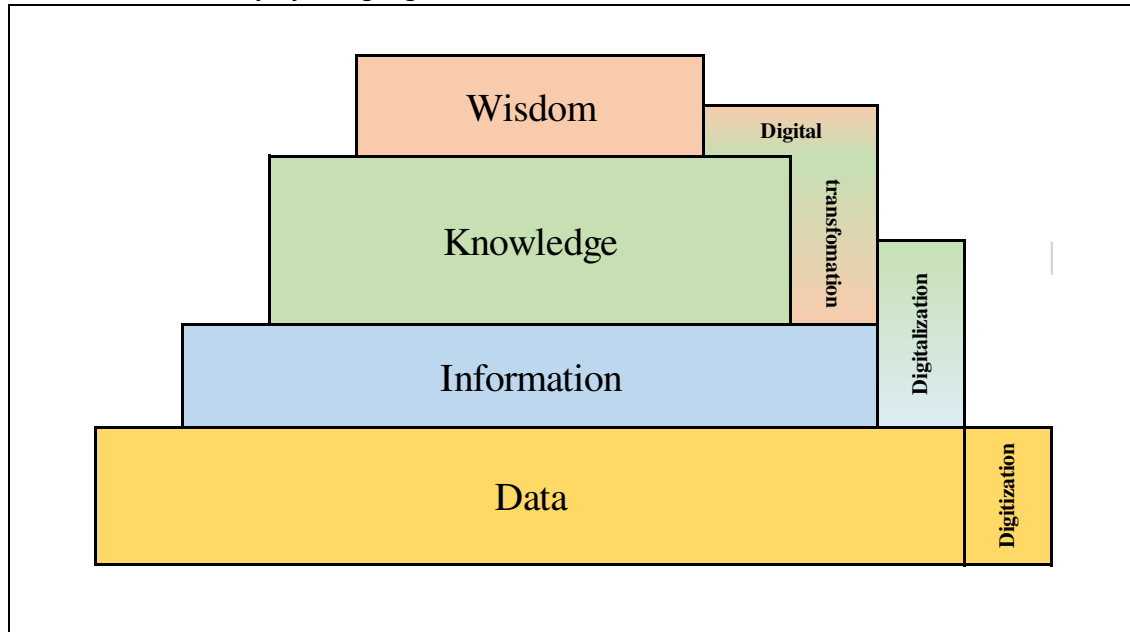 Wisdom
Digital
transfomation
Knowledge
Digitalization
Information
Data
Digitization